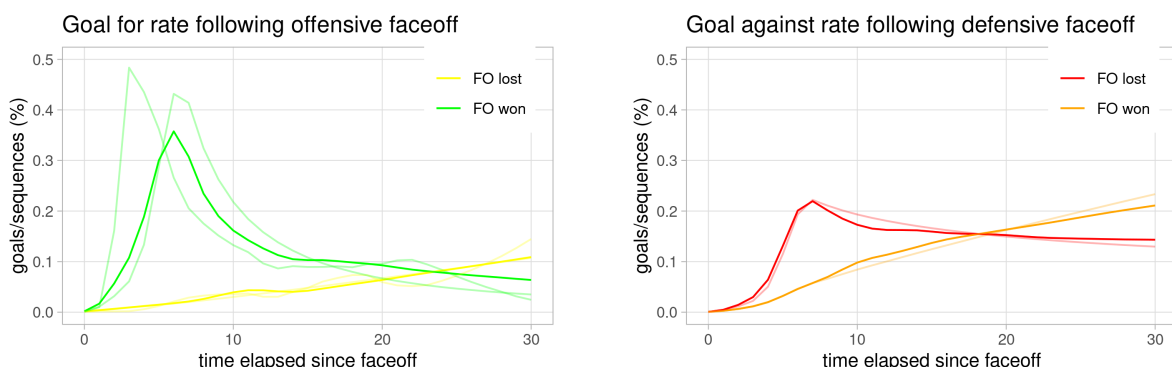 Goal for rate following offensive faceoff
goals/sequences (%)
0.5
0.4
0.3
0.2
0.1
0.0
FO lost
FO won
0 10 20 30
time elapsed since faceoff
Goal against rate following defensive faceoff
goals/sequences (%)
0.5
0.4
0.3
0.2
0.1
0.0
FO lost
FO won
0 10 20 30
time elapsed since faceoff